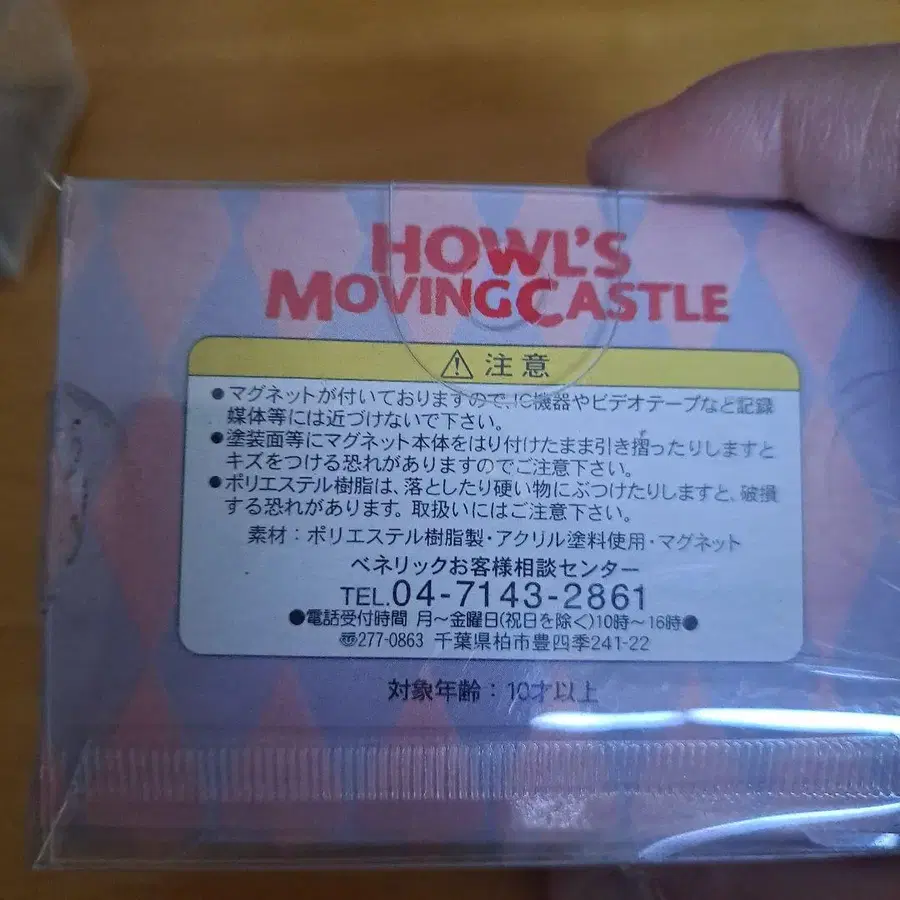 HOWL'S
MOVING CASTLE
⚠ 注意
●マグネットが付いておりますので、IC機器やビデオテープなど記録
媒体等には近づけないで下さい。
●塗装面等にマグネット本体をはり付けたまま引き摺ったりしますと
キズをつける恐れがありますのでご注意下さい。
●ポリエステル樹脂は、落としたり硬い物にぶつけたりしますと、破損
する恐れがあります。取扱いにはご注意下さい。
素材：ポリエステル樹脂製・アクリル塗料使用・マグネット
ベネリックお客様相談センター
TEL.04-7143-2861
●電話受付時間 月～金曜日(祝日を除く)10時～16時●
〠277-0863 千葉県柏市豊四季241-22
対象年齢：10才以上